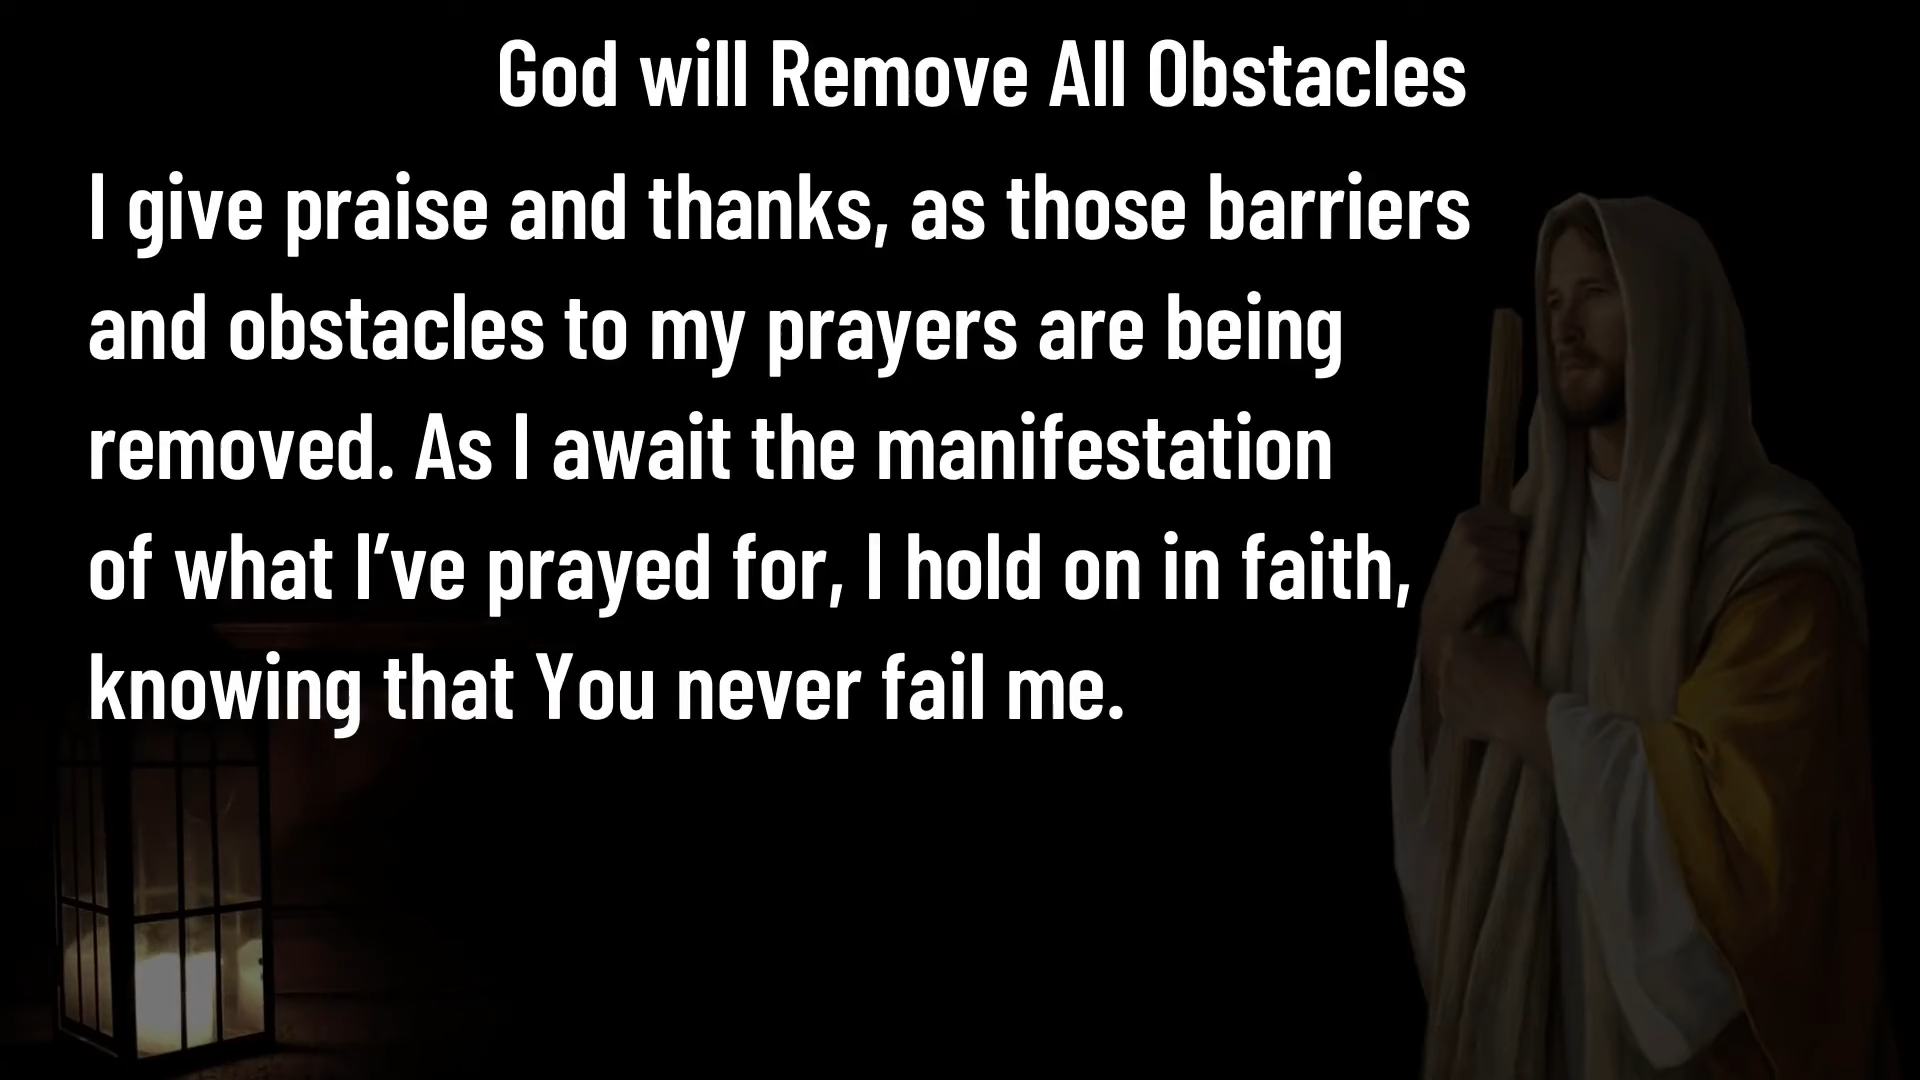 God will Remove All Obstacles
I give praise and thanks, as those barriers
and obstacles to my prayers are being
removed. As I await the manifestation
of what I’ve prayed for, I hold on in faith,
knowing that You never fail me.